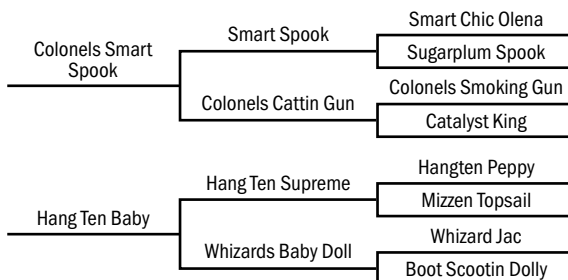 Smart Chic Olena
Smart Spook
Sugarplum Spook
Colonels Smart
Spook
Colonels Smoking Gun
Colonels Cattin Gun
Catalyst King
Hangten Peppy
Hang Ten Supreme
Mizzen Topsail
Hang Ten Baby
Whizard Jac
Whizards Baby Doll
Boot Scootin Dolly